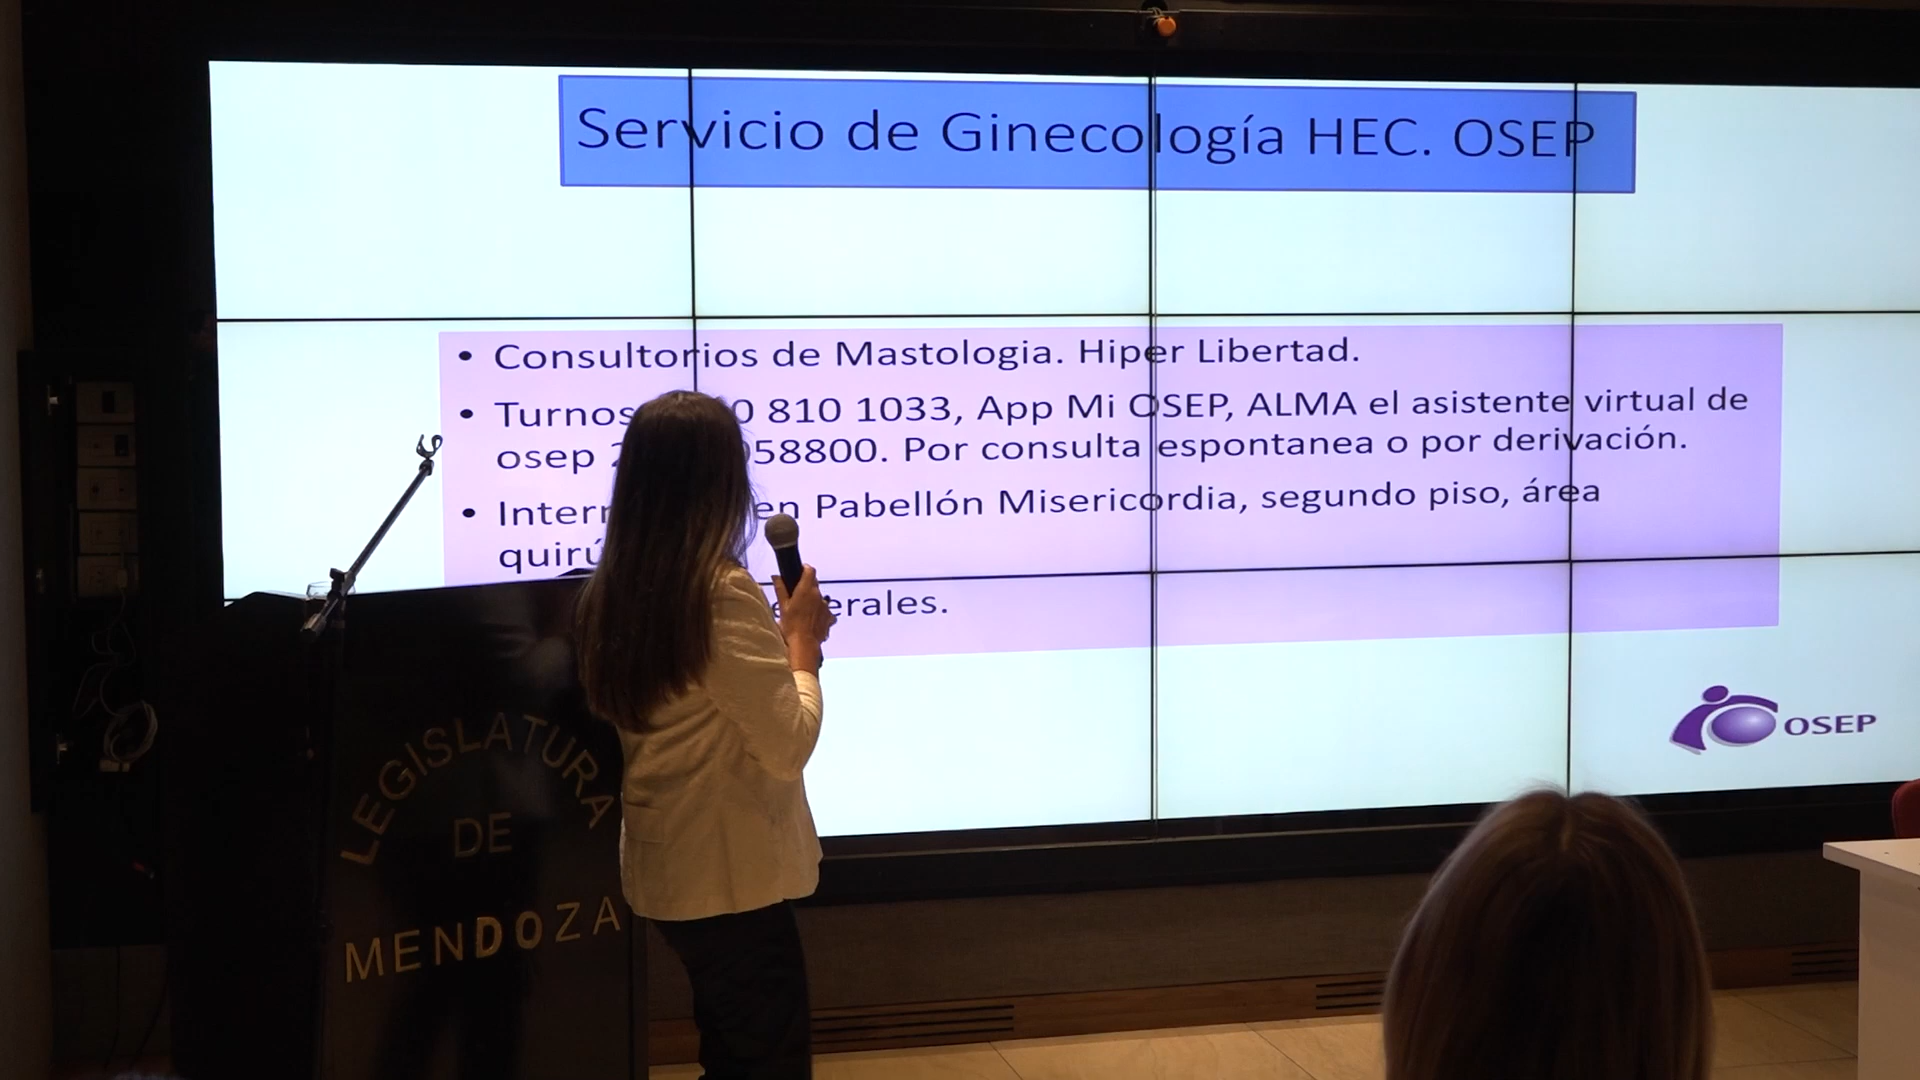 Servicio de Ginecología HEC. OSEP
• Consultorios de Mastologia. Hiper Libertad.
• Turnos 0 810 1033, App Mi OSEP, ALMA el asistente virtual de
osep 58800. Por consulta espontanea o por derivación.
• en Pabellón Misericordia, segundo piso, área
OSEP
LEGISLATURA
DE
MENDOZA